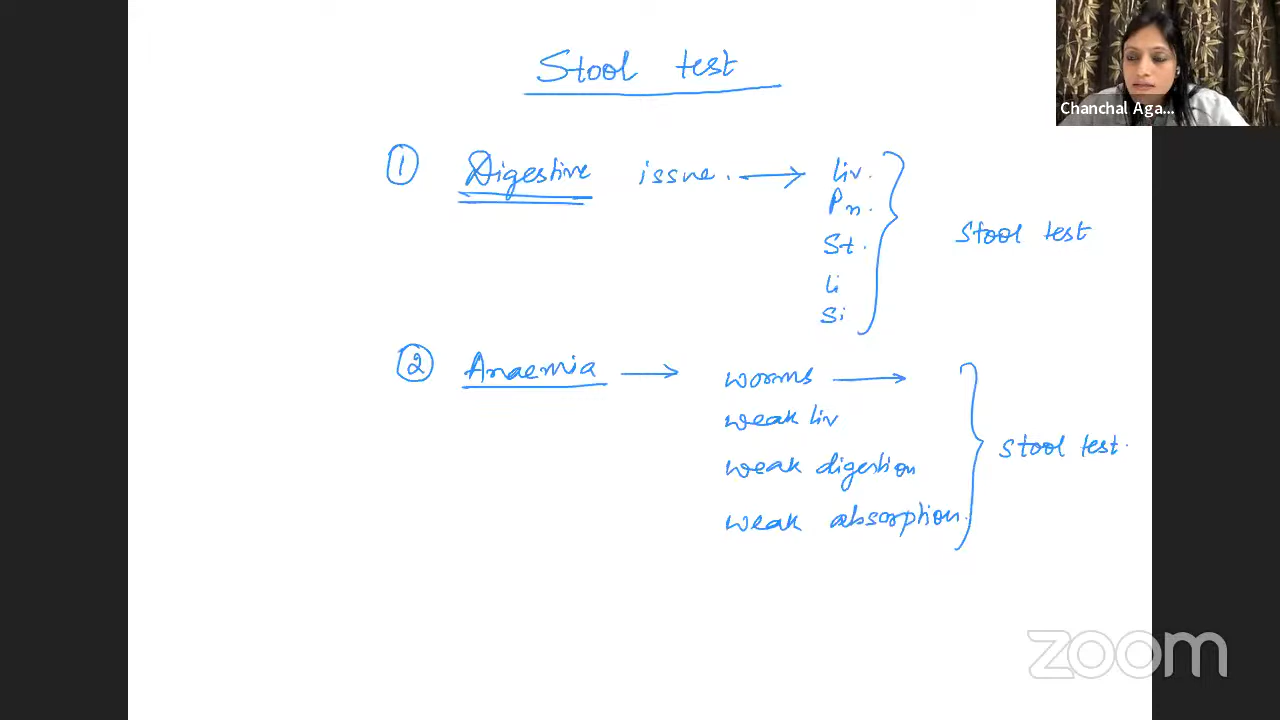 Stool test
Chanchal Aga...
① Digestive issue. → Liv.
Pn.
St.
Li
Si
Stool test
② Anaemia → worms →
weak liv
weak digestion
weak absorption.
Stool test.
zoom